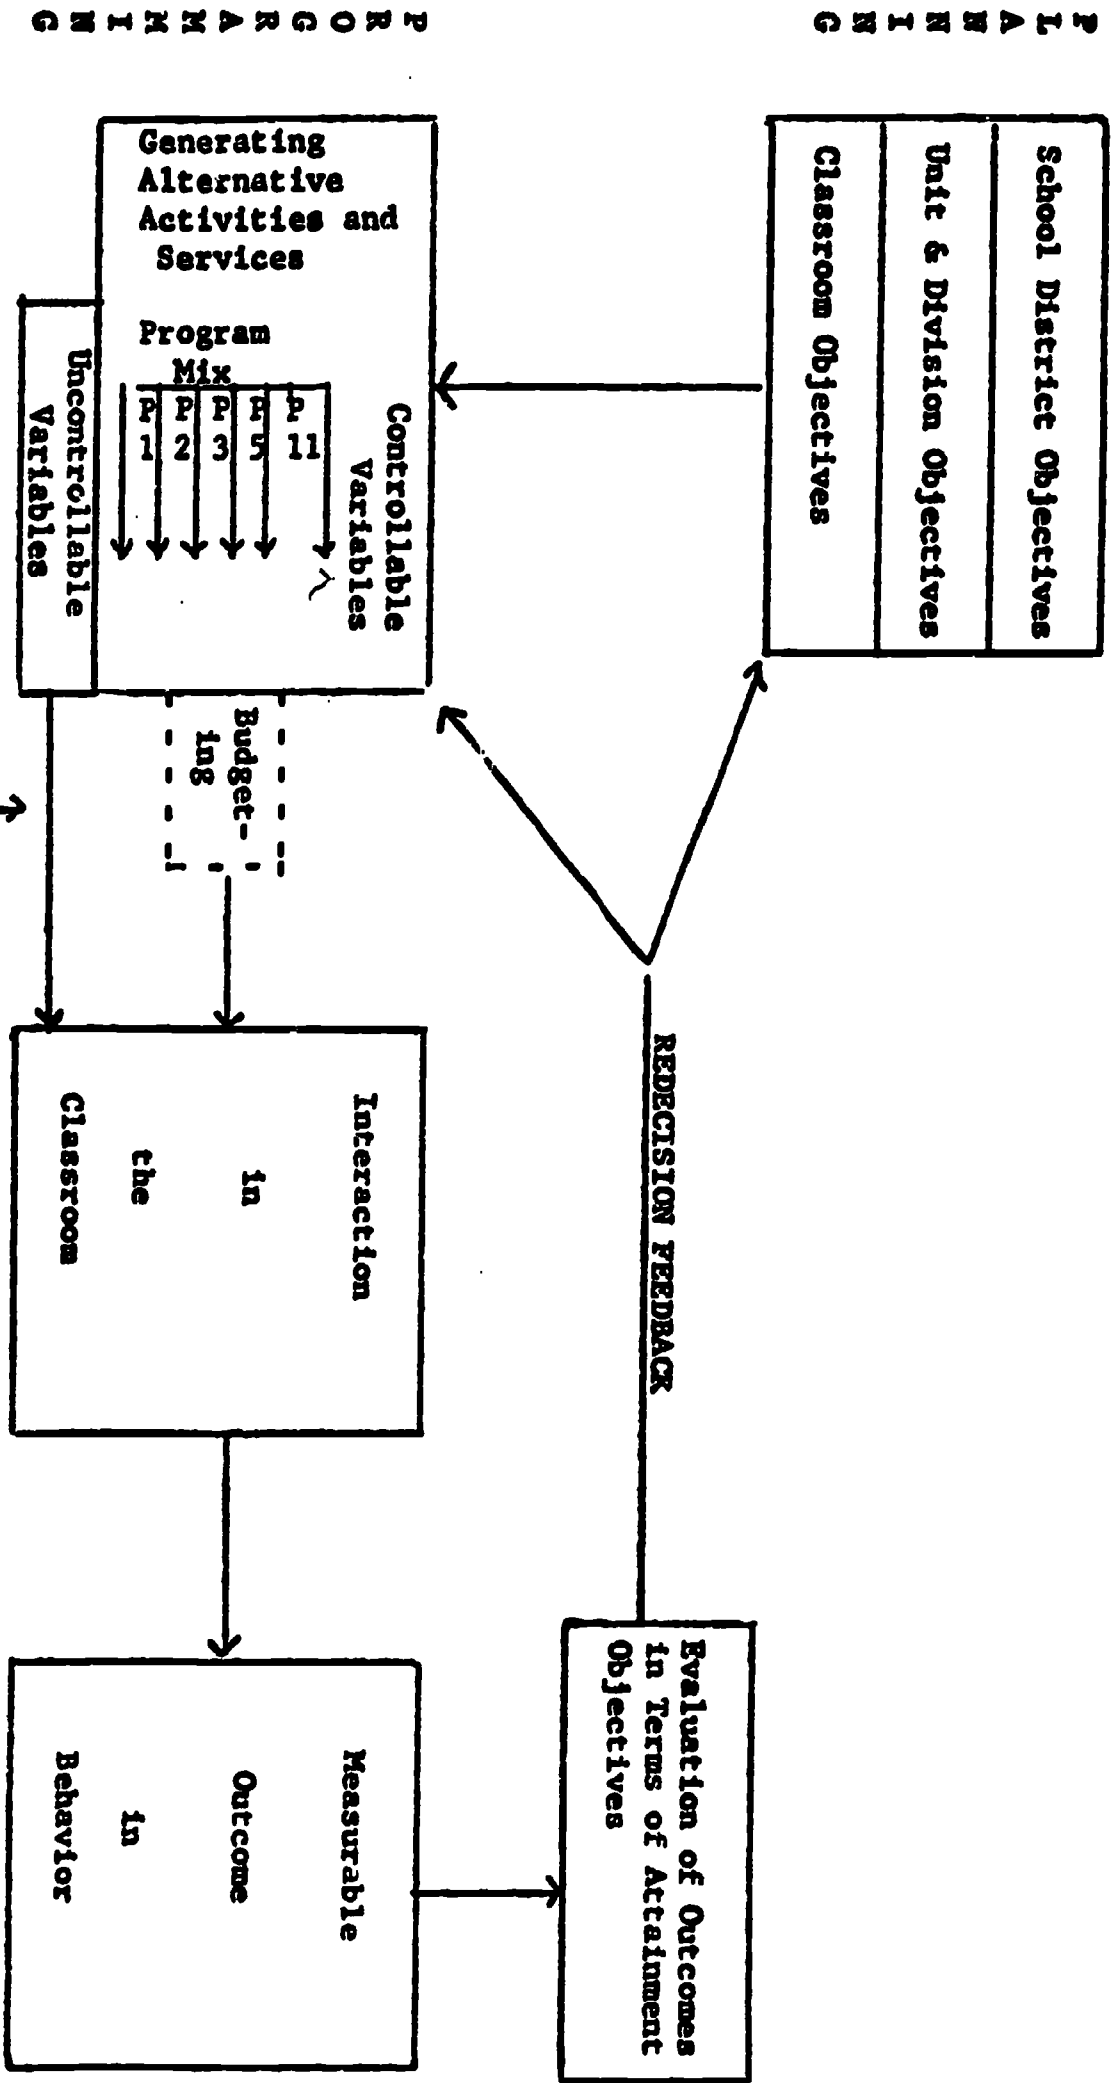 PLANNING
School District Objectives
Unit & Division Objectives
Classroom Objectives
PROGRAMMING
Generating
Alternative
Activities and
Services
Program
Mix
P P P P P
1 2 3 5 11
Controllable
Variables
Uncontrollable
Variables
Budget-
ing
Interaction
in
the
Classroom
REDECISION FEEDBACK
Measurable
Outcome
in
Behavior
Evaluation of Outcomes
in Terms of Attainment
Objectives